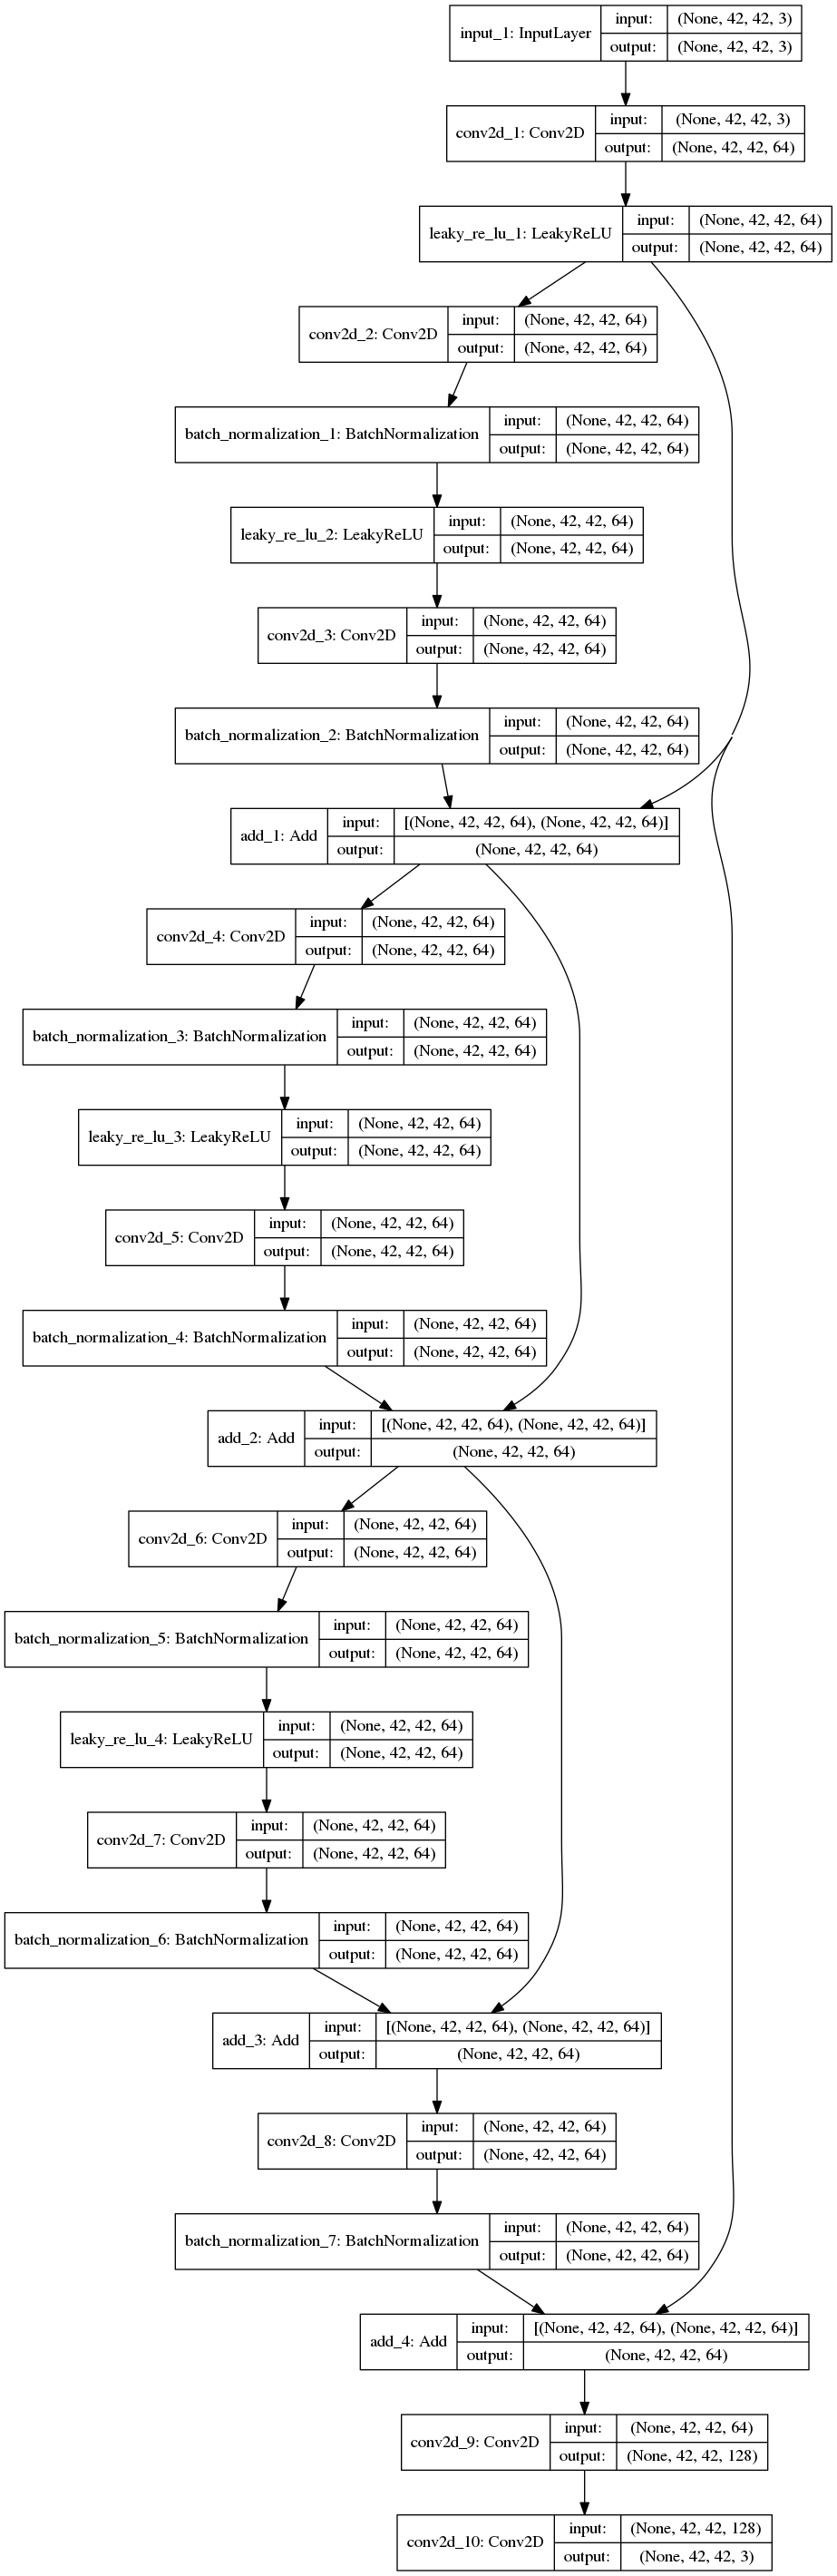 input_1: InputLayer
input: (None, 42, 42, 3)
output: (None, 42, 42, 3)
conv2d_1: Conv2D
input: (None, 42, 42, 3)
output: (None, 42, 42, 64)
leaky_re_lu_1: LeakyReLU
input: (None, 42, 42, 64)
output: (None, 42, 42, 64)
conv2d_2: Conv2D
input: (None, 42, 42, 64)
output: (None, 42, 42, 64)
batch_normalization_1: BatchNormalization
input: (None, 42, 42, 64)
output: (None, 42, 42, 64)
leaky_re_lu_2: LeakyReLU
input: (None, 42, 42, 64)
output: (None, 42, 42, 64)
conv2d_3: Conv2D
input: (None, 42, 42, 64)
output: (None, 42, 42, 64)
batch_normalization_2: BatchNormalization
input: (None, 42, 42, 64)
output: (None, 42, 42, 64)
add_1: Add
input: [(None, 42, 42, 64), (None, 42, 42, 64)]
output: (None, 42, 42, 64)
conv2d_4: Conv2D
input: (None, 42, 42, 64)
output: (None, 42, 42, 64)
batch_normalization_3: BatchNormalization
input: (None, 42, 42, 64)
output: (None, 42, 42, 64)
leaky_re_lu_3: LeakyReLU
input: (None, 42, 42, 64)
output: (None, 42, 42, 64)
conv2d_5: Conv2D
input: (None, 42, 42, 64)
output: (None, 42, 42, 64)
batch_normalization_4: BatchNormalization
input: (None, 42, 42, 64)
output: (None, 42, 42, 64)
add_2: Add
input: [(None, 42, 42, 64), (None, 42, 42, 64)]
output: (None, 42, 42, 64)
conv2d_6: Conv2D
input: (None, 42, 42, 64)
output: (None, 42, 42, 64)
batch_normalization_5: BatchNormalization
input: (None, 42, 42, 64)
output: (None, 42, 42, 64)
leaky_re_lu_4: LeakyReLU
input: (None, 42, 42, 64)
output: (None, 42, 42, 64)
conv2d_7: Conv2D
input: (None, 42, 42, 64)
output: (None, 42, 42, 64)
batch_normalization_6: BatchNormalization
input: (None, 42, 42, 64)
output: (None, 42, 42, 64)
add_3: Add
input: [(None, 42, 42, 64), (None, 42, 42, 64)]
output: (None, 42, 42, 64)
conv2d_8: Conv2D
input: (None, 42, 42, 64)
output: (None, 42, 42, 64)
batch_normalization_7: BatchNormalization
input: (None, 42, 42, 64)
output: (None, 42, 42, 64)
add_4: Add
input: [(None, 42, 42, 64), (None, 42, 42, 64)]
output: (None, 42, 42, 64)
conv2d_9: Conv2D
input: (None, 42, 42, 64)
output: (None, 42, 42, 128)
conv2d_10: Conv2D
input: (None, 42, 42, 128)
output: (None, 42, 42, 3)